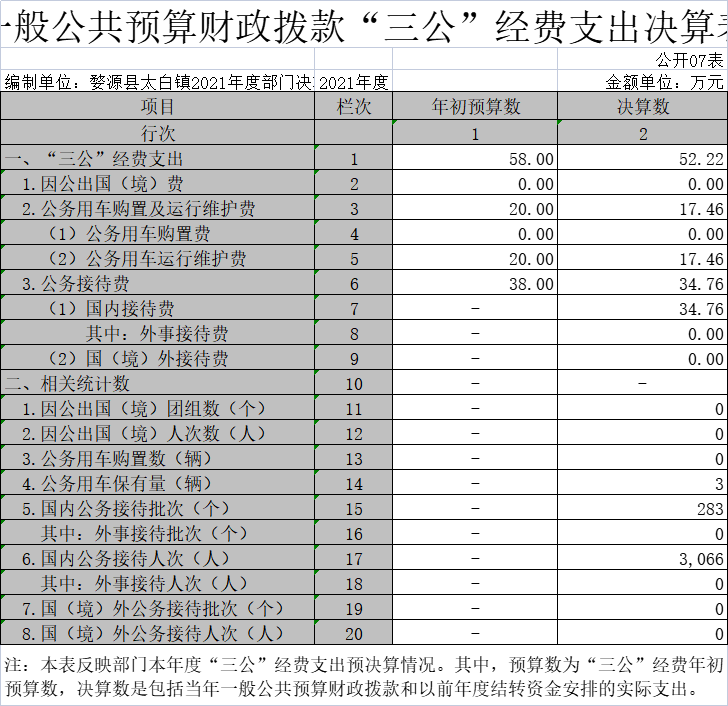 一般公共预算财政拨款“三公”经费支出决算表
公开07表
编制单位：婺源县太白镇2021年度部门决 2021年度 金额单位：万元
项目 栏次 年初预算数 决算数
行次 1 2
一、“三公”经费支出 1 58.00 52.22
1.因公出国（境）费 2 0.00 0.00
2.公务用车购置及运行维护费 3 20.00 17.46
（1）公务用车购置费 4 0.00 0.00
（2）公务用车运行维护费 5 20.00 17.46
3.公务接待费 6 38.00 34.76
（1）国内接待费 7 － 34.76
其中：外事接待费 8 － 0.00
（2）国（境）外接待费 9 － 0.00
二、相关统计数 10 － －
1.因公出国（境）团组数（个） 11 － 0
2.因公出国（境）人次数（人） 12 － 0
3.公务用车购置数（辆） 13 － 0
4.公务用车保有量（辆） 14 － 3
5.国内公务接待批次（个） 15 － 283
其中：外事接待批次（个） 16 － 0
6.国内公务接待人次（人） 17 － 3,066
其中：外事接待人次（人） 18 － 0
7.国（境）外公务接待批次（个） 19 － 0
8.国（境）外公务接待人次（人） 20 － 0
注：本表反映部门本年度“三公”经费支出预决算情况。其中，预算数为“三公”经费年初
预算数，决算数是包括当年一般公共预算财政拨款和以前年度结转资金安排的实际支出。